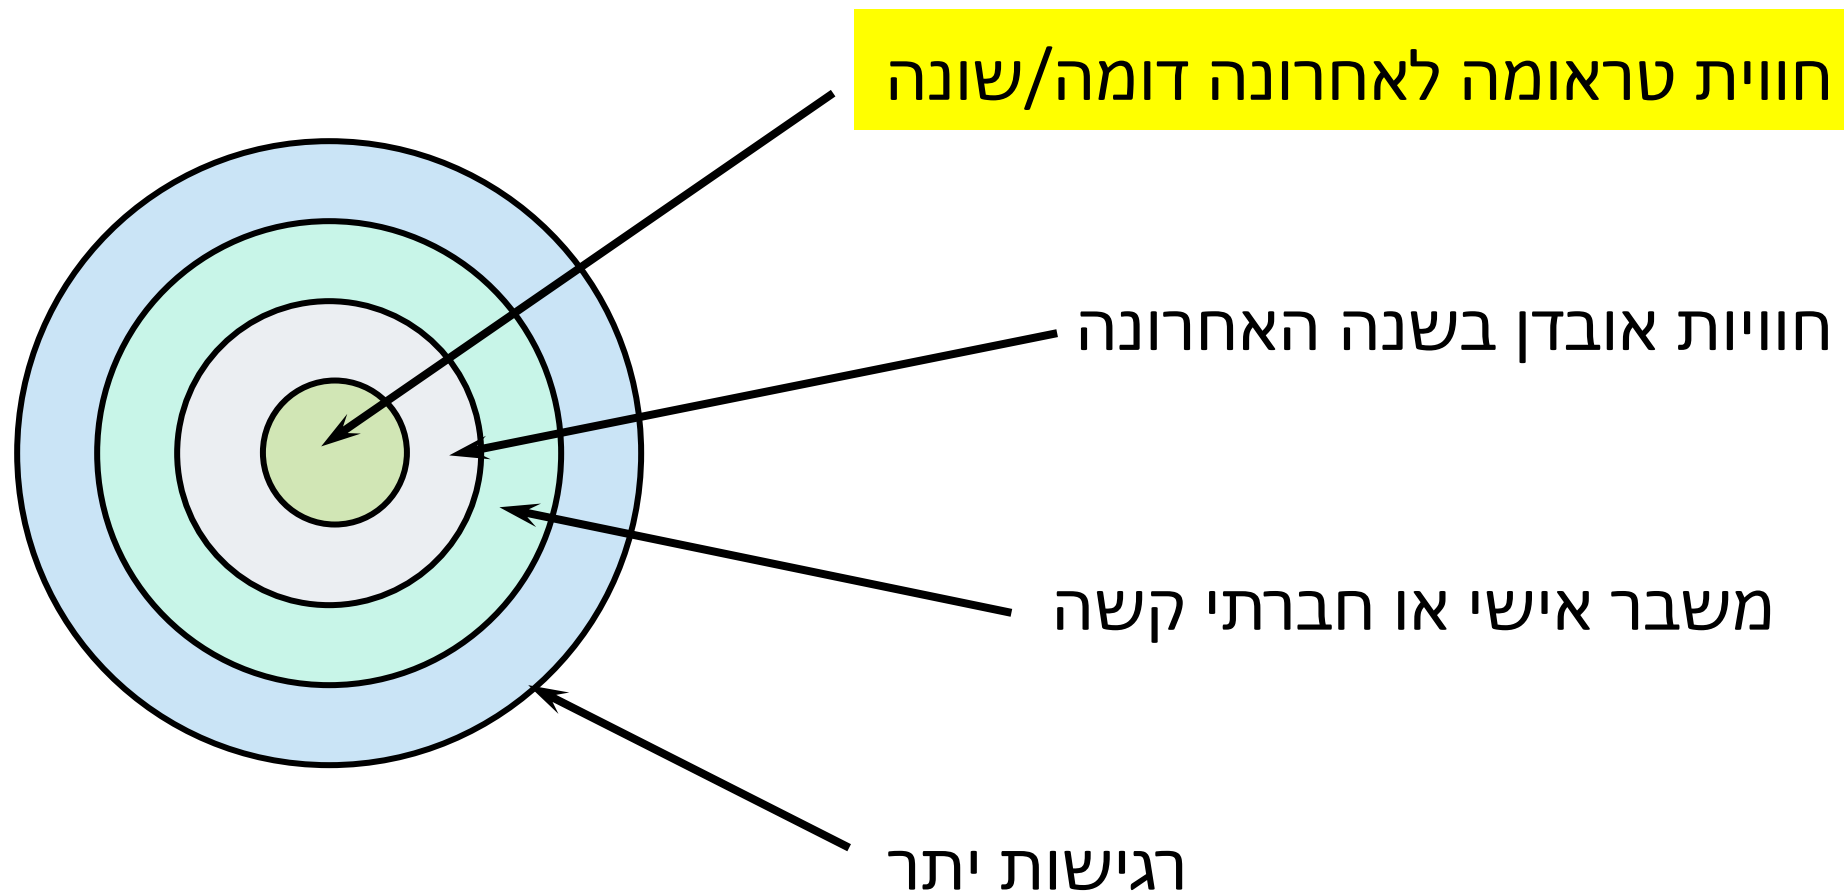 חווית טראומה לאחרונה דומה/שונה
חוויות אובדן בשנה האחרונה
משבר אישי או חברתי קשה
רגישות יתר